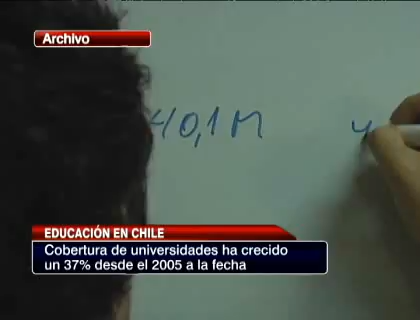 Archivo
40,1 M
EDUCACIÓN EN CHILE
Cobertura de universidades ha crecido
un 37% desde el 2005 a la fecha